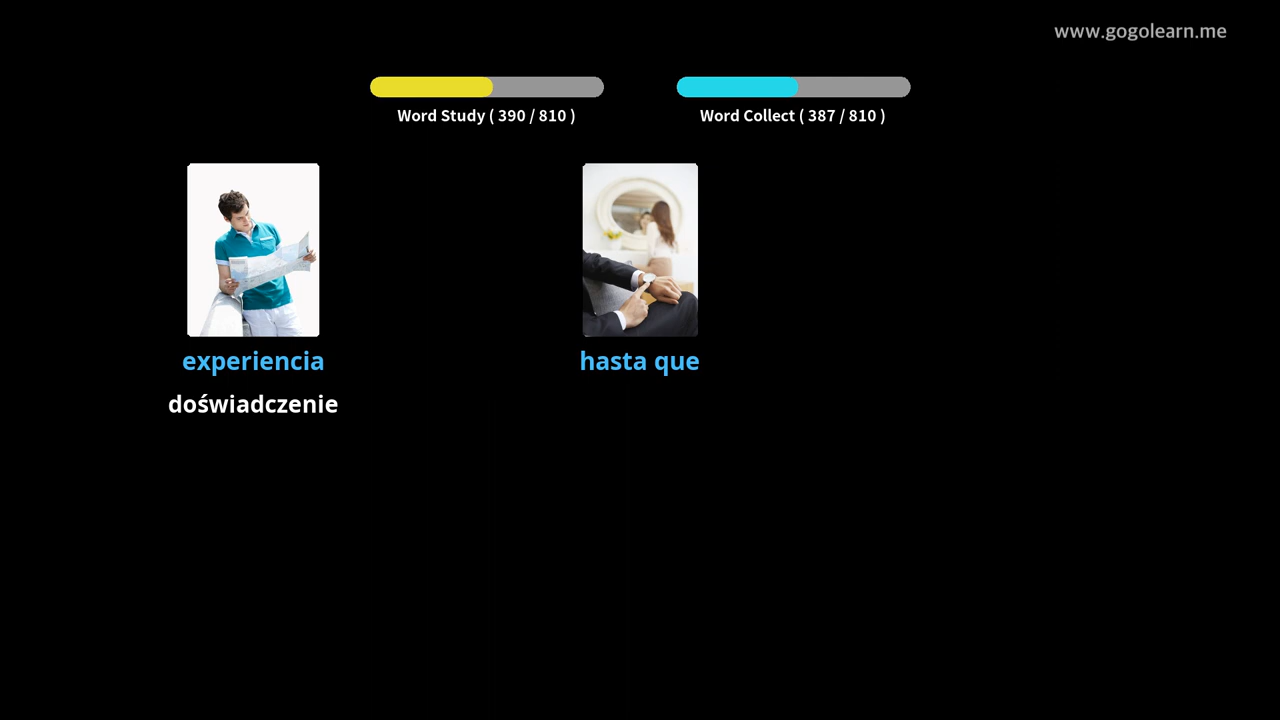 www.gogolearn.me
Word Study ( 390 / 810 )
Word Collect ( 387 / 810 )
experiencia
hasta que
doświadczenie